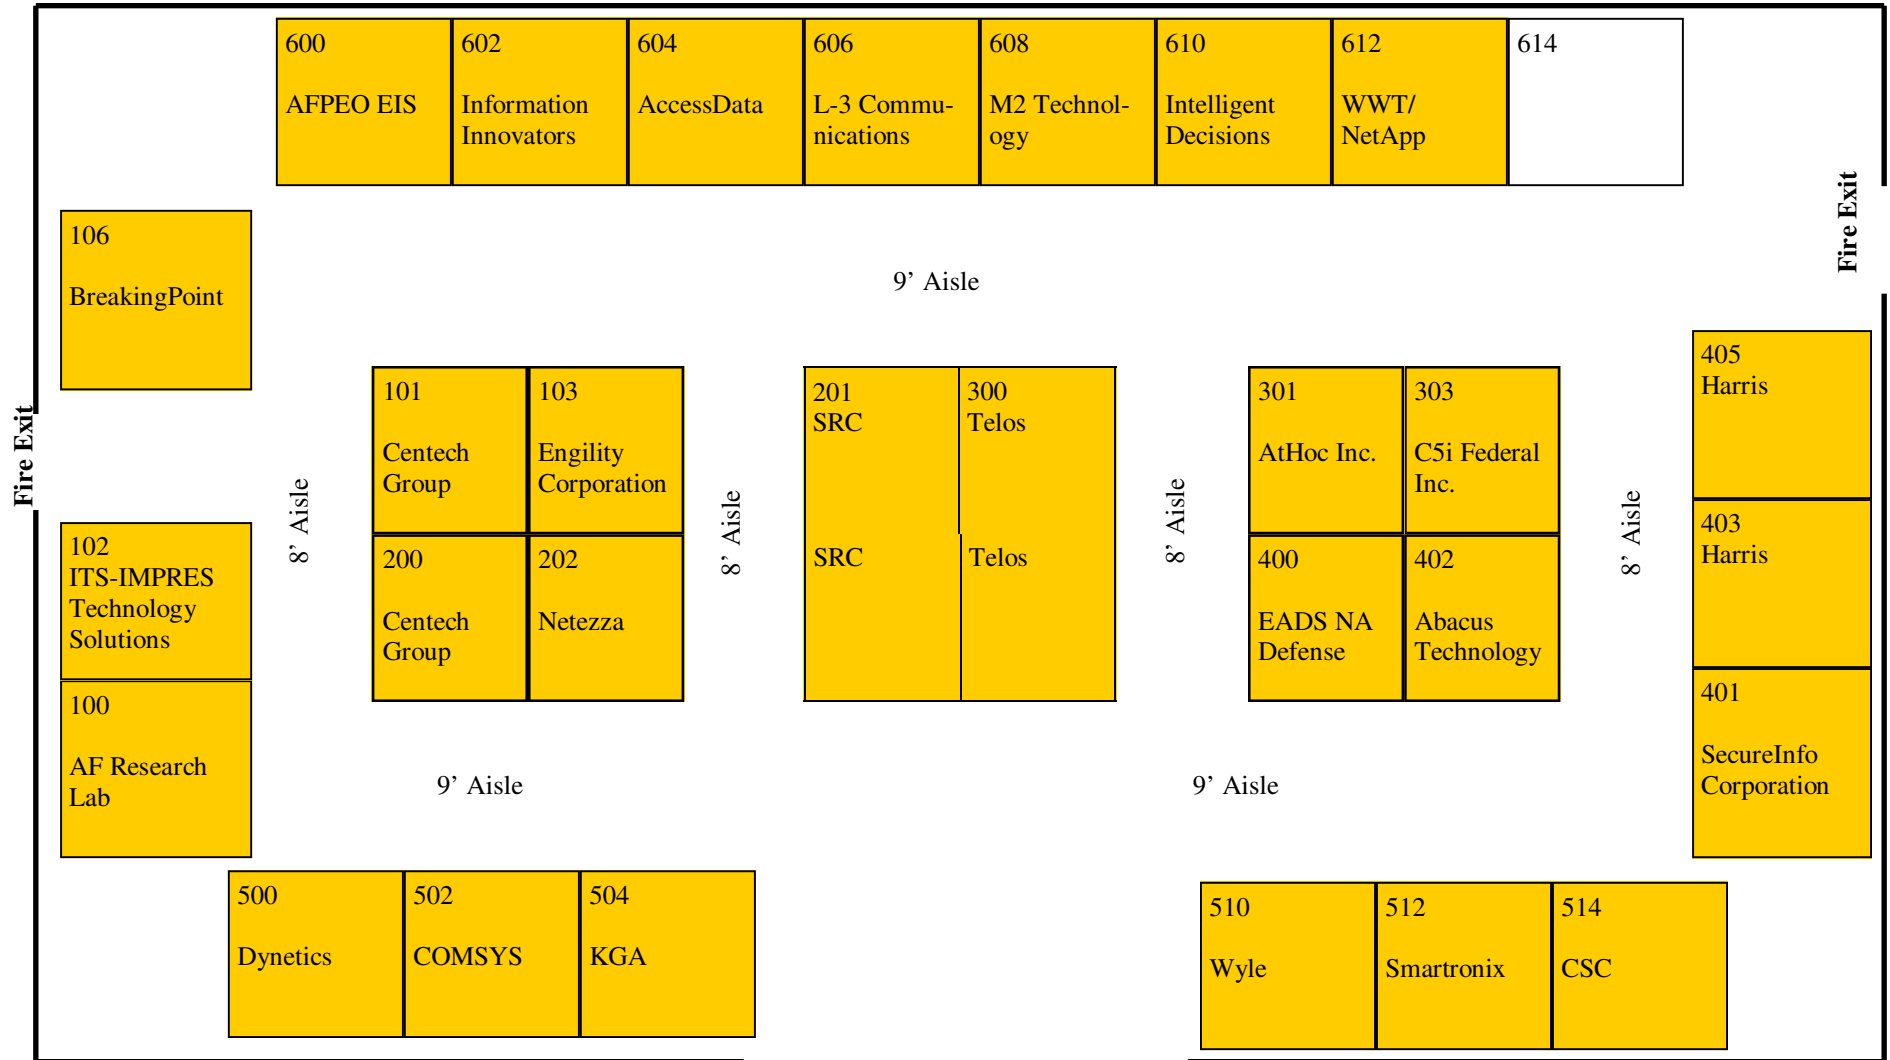 600
AFPEO EIS
602
Information
Innovators
604
AccessData
606
L-3 Commu-
nications
608
M2 Technol-
ogy
610
Intelligent
Decisions
612
WWT/
NetApp
614
Fire Exit
106
BreakingPoint
9’ Aisle
Fire Exit
102
ITS-IMPRES
Technology
Solutions
100
AF Research
Lab
8’ Aisle
101
Centech
Group
103
Engility
Corporation
200
Centech
Group
202
Netezza
8’ Aisle
201
SRC
300
Telos
SRC
Telos
8’ Aisle
301
AtHoc Inc.
303
C5i Federal
Inc.
400
EADS NA
Defense
402
Abacus
Technology
8’ Aisle
405
Harris
403
Harris
401
SecureInfo
Corporation
9’ Aisle
9’ Aisle
500
Dynetics
502
COMSYS
504
KGA
510
Wyle
512
Smartronix
514
CSC